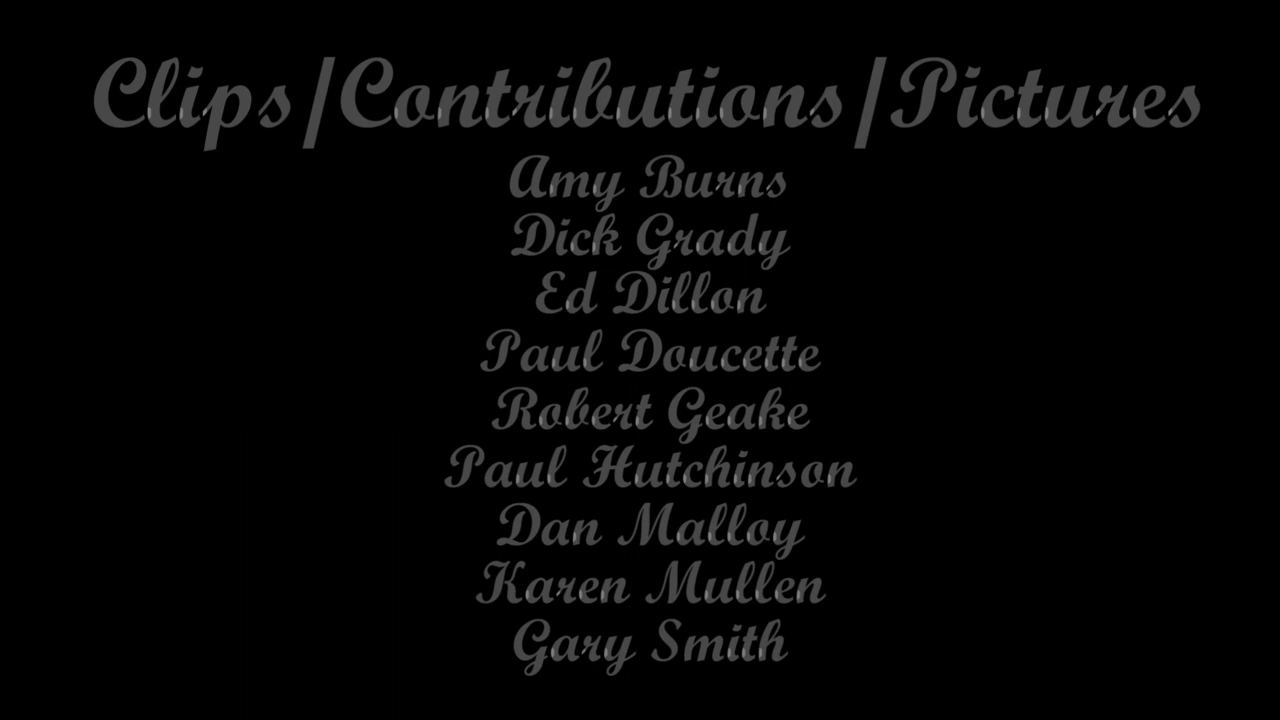 Clips/Contributions/Pictures
Amy Burns
Dick Grady
Ed Dillon
Paul Doucette
Robert Geake
Paul Hutchinson
Dan Malloy
Karen Mullen
Gary Smith